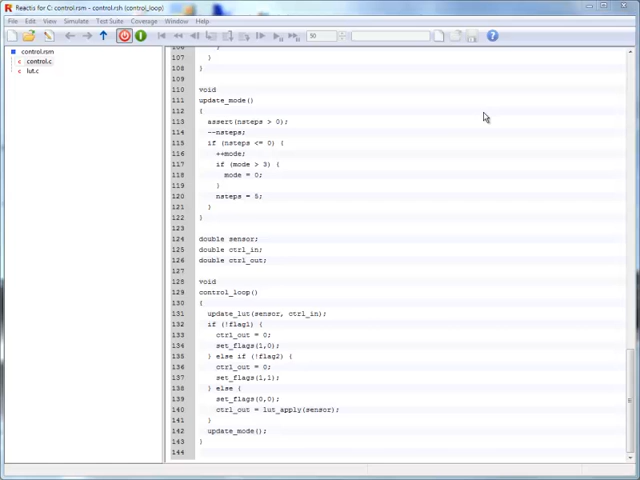 Reactis for C: control.rsm - control.rsh (control_loop)
File Edit View Simulate Test Suite Coverage Window Help
50
control.rsm
control.c
lut.c
107 }
108 }
109
110 void
111 update_mode()
112 {
113 assert(nsteps > 0);
114 --nsteps;
115 if (nsteps <= 0) {
116 ++mode;
117 if (mode > 3) {
118 mode = 0;
119 }
120 nsteps = 5;
121 }
122 }
123
124 double sensor;
125 double ctrl_in;
126 double ctrl_out;
127
128 void
129 control_loop()
130 {
131 update_lut(sensor, ctrl_in);
132 if (!flag1) {
133 ctrl_out = 0;
134 set_flags(1,0);
135 } else if (!flag2) {
136 ctrl_out = 0;
137 set_flags(1,1);
138 } else {
139 set_flags(0,0);
140 ctrl_out = lut_apply(sensor);
141 }
142 update_mode();
143 }
144